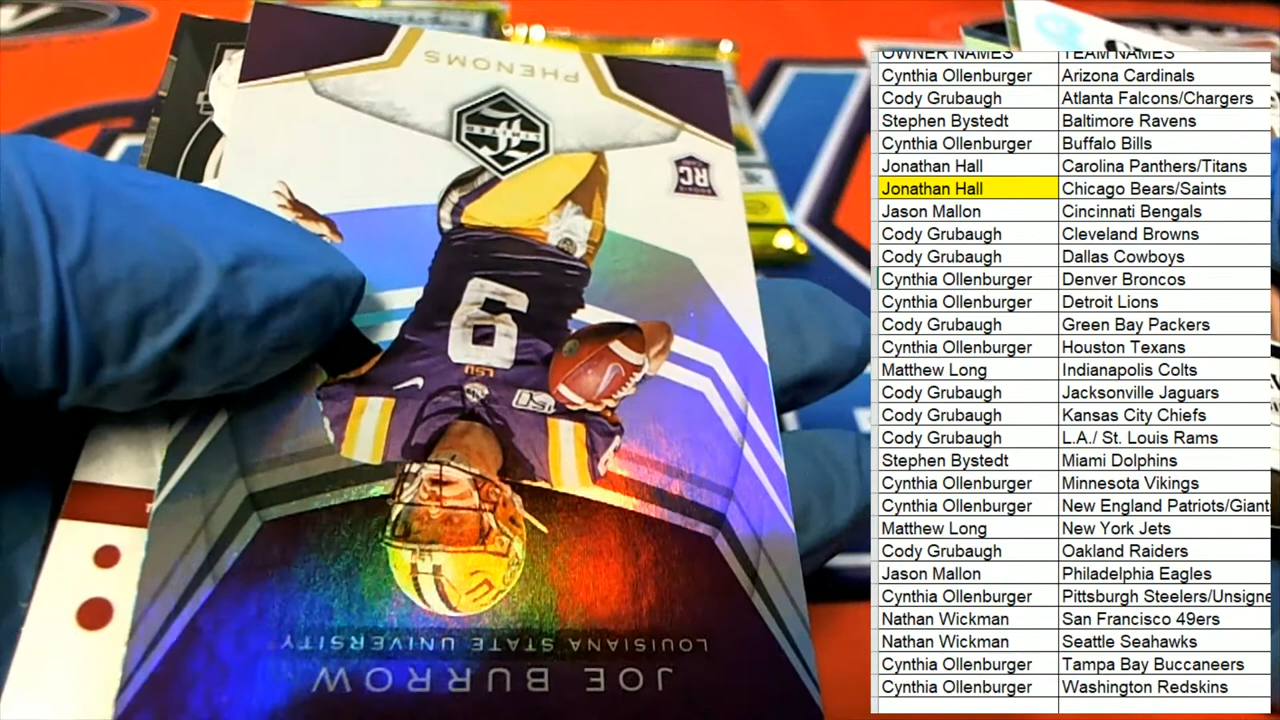 PHENOMS
LIMITED
RC
9
LSU
JOE BURROW
LOUISIANA STATE UNIVERSITY
OWNER NAMES TEAM NAMES
Cynthia Ollenburger Arizona Cardinals
Cody Grubaugh Atlanta Falcons/Chargers
Stephen Bystedt Baltimore Ravens
Cynthia Ollenburger Buffalo Bills
Jonathan Hall Carolina Panthers/Titans
Jonathan Hall Chicago Bears/Saints
Jason Mallon Cincinnati Bengals
Cody Grubaugh Cleveland Browns
Cody Grubaugh Dallas Cowboys
Cynthia Ollenburger Denver Broncos
Cynthia Ollenburger Detroit Lions
Cody Grubaugh Green Bay Packers
Cynthia Ollenburger Houston Texans
Matthew Long Indianapolis Colts
Cody Grubaugh Jacksonville Jaguars
Cody Grubaugh Kansas City Chiefs
Cody Grubaugh L.A./ St. Louis Rams
Stephen Bystedt Miami Dolphins
Cynthia Ollenburger Minnesota Vikings
Cynthia Ollenburger New England Patriots/Giant
Matthew Long New York Jets
Cody Grubaugh Oakland Raiders
Jason Mallon Philadelphia Eagles
Cynthia Ollenburger Pittsburgh Steelers/Unsigne
Nathan Wickman San Francisco 49ers
Nathan Wickman Seattle Seahawks
Cynthia Ollenburger Tampa Bay Buccaneers
Cynthia Ollenburger Washington Redskins